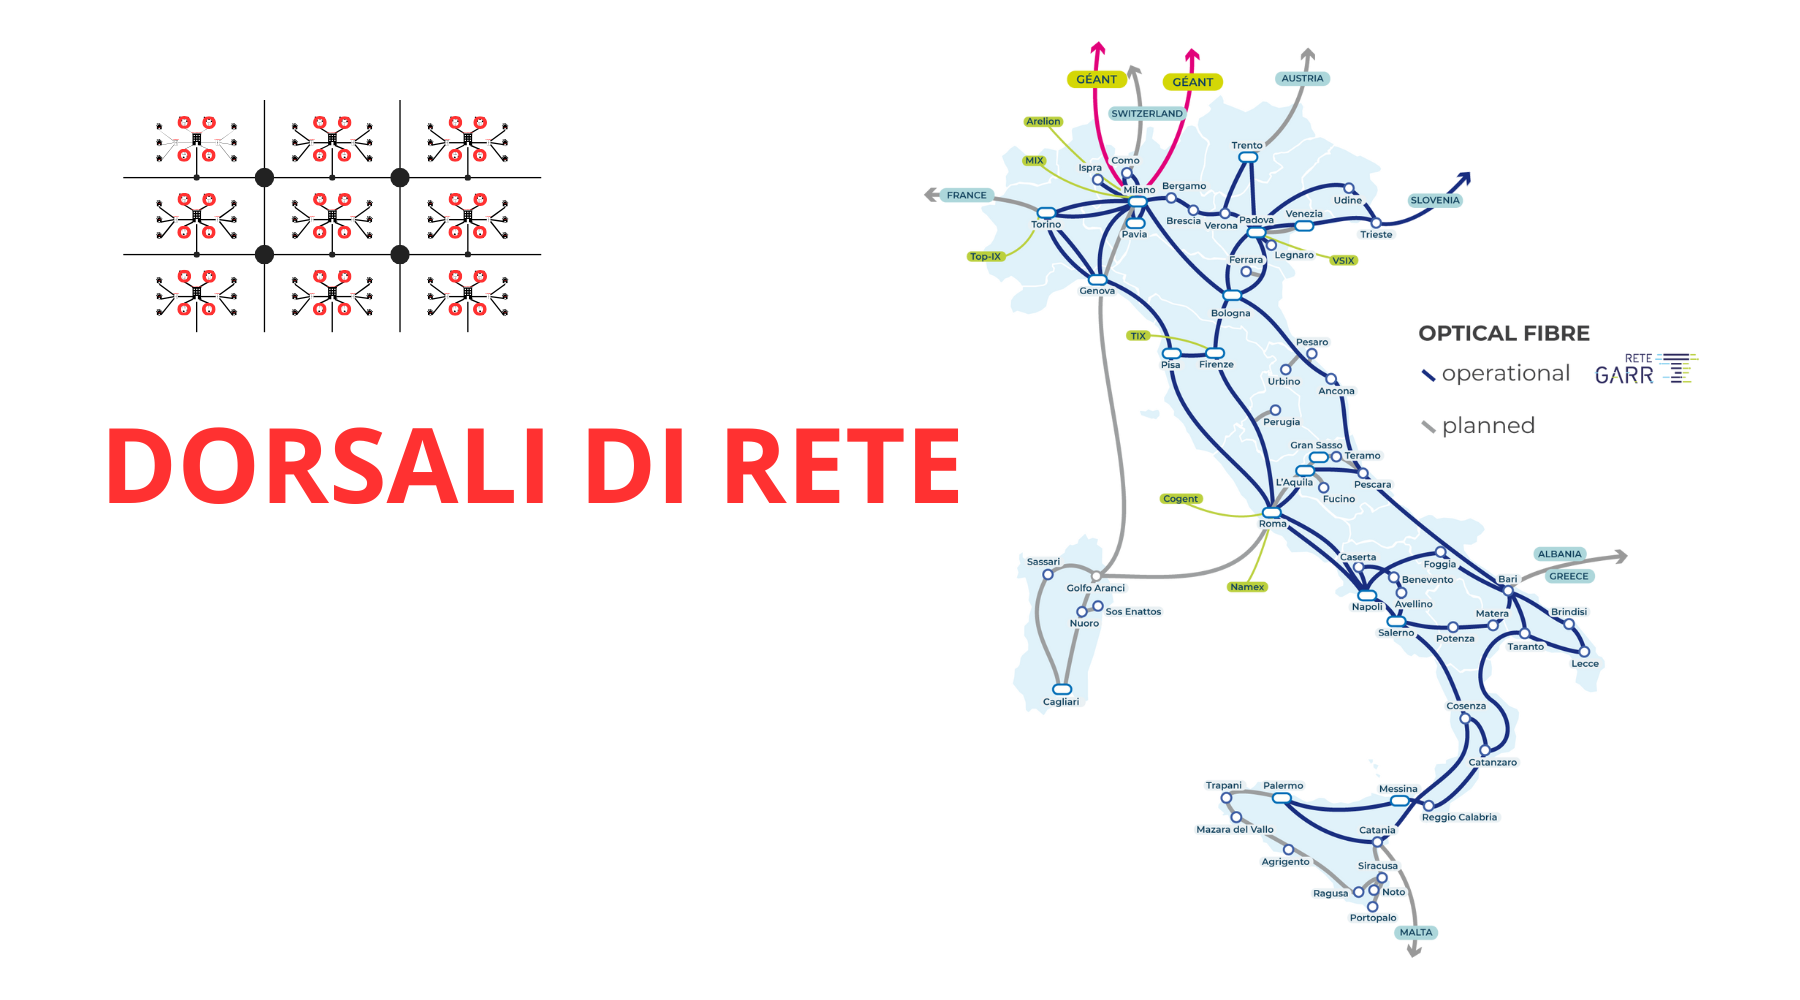 DORSALI DI RETE
GÉANT
GÉANT
AUSTRIA
SWITZERLAND
Arelion
MIX
Como
Ispra
Trento
FRANCE
Milano
Bergamo
Udine
SLOVENIA
Torino
Pavia
Brescia
Verona
Padova
Venezia
Trieste
Top-IX
Legnaro
VSIX
Ferrara
Genova
Bologna
TIX
Pisa
Firenze
Pesaro
Urbino
Ancona
OPTICAL FIBRE
operational
planned
RETE
GARR
Perugia
Gran Sasso
Teramo
L'Aquila
Pescara
Fucino
Cogent
Roma
Namex
Sassari
Golfo Aranci
Sos Enattos
Nuoro
Cagliari
Caserta
Foggia
Benevento
Napoli
Avellino
Salerno
Potenza
Matera
Bari
ALBANIA
GREECE
Brindisi
Taranto
Lecce
Cosenza
Catanzaro
Trapani
Palermo
Messina
Reggio Calabria
Mazara del Vallo
Catania
Agrigento
Siracusa
Ragusa
Noto
Portopalo
MALTA